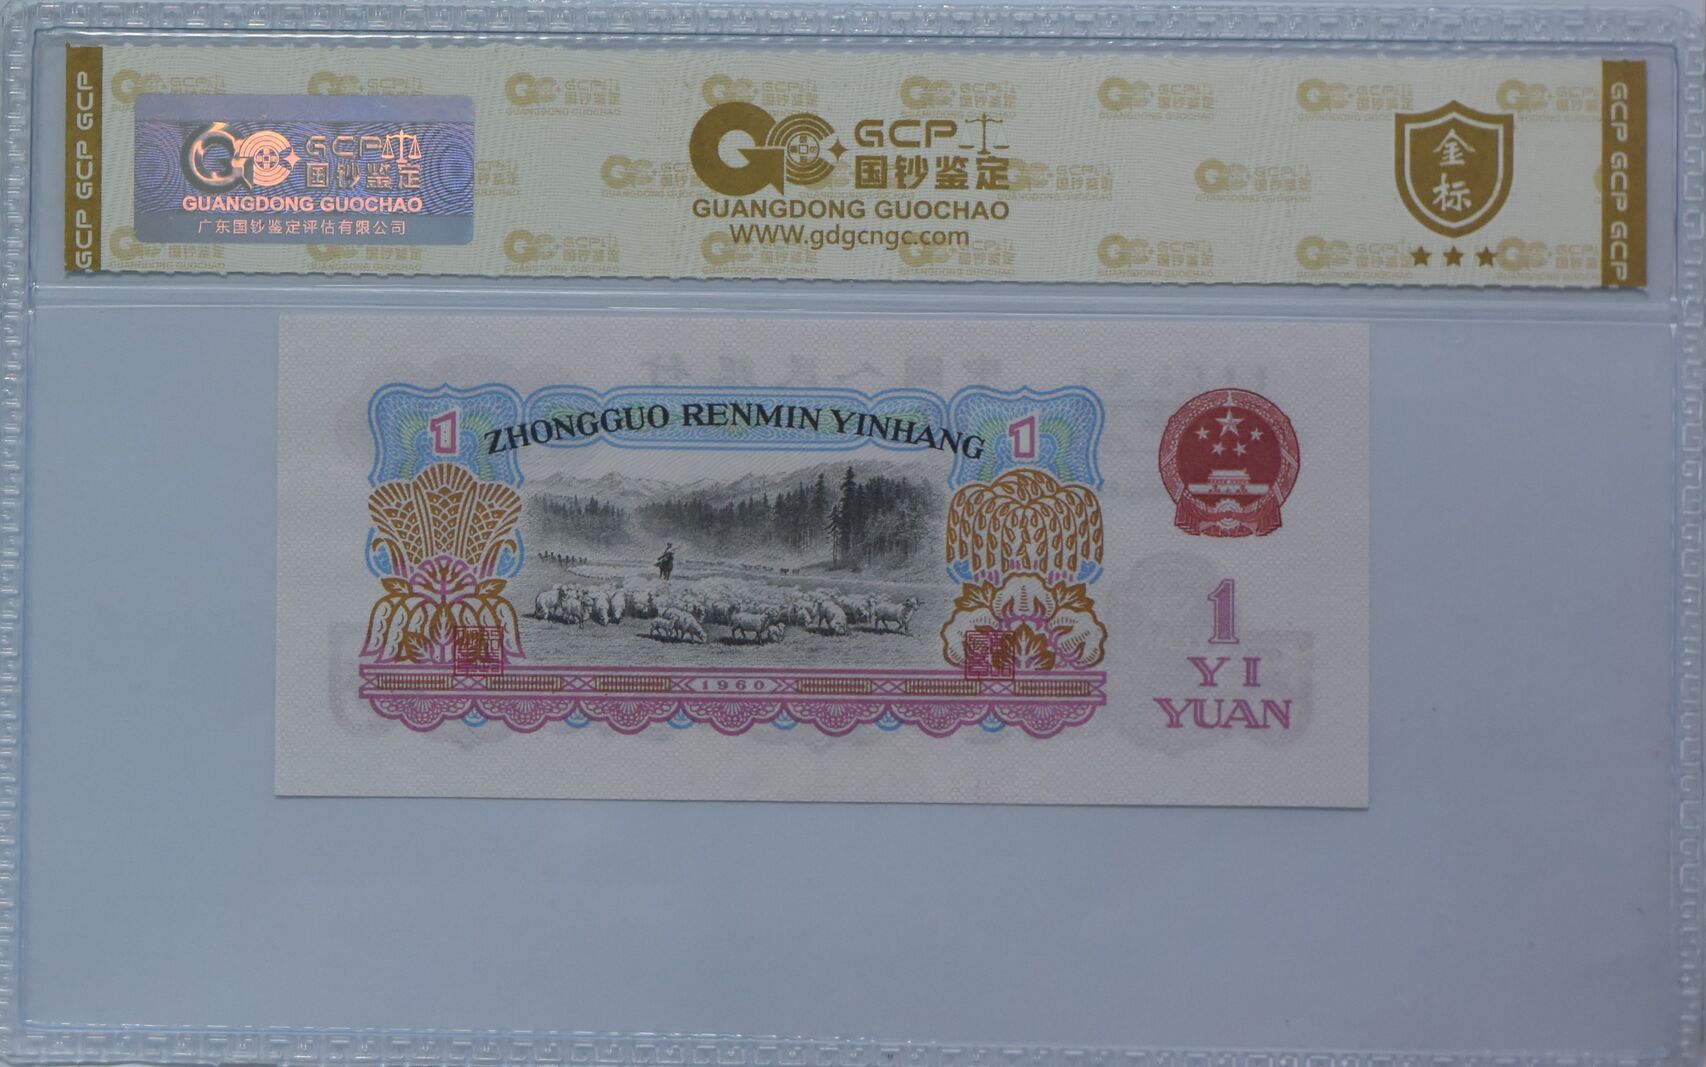 GCP GCP GCP
GCP
国钞鉴定
GUANGDONG GUOCHAO
广东国钞鉴定评估有限公司
GCP
国钞鉴定
GUANGDONG GUOCHAO
WWW.gdgcngc.com
金标
GCP GCP GCP
1
ZHONGGUO RENMIN YINHANG
1
1960
1
YI
YUAN